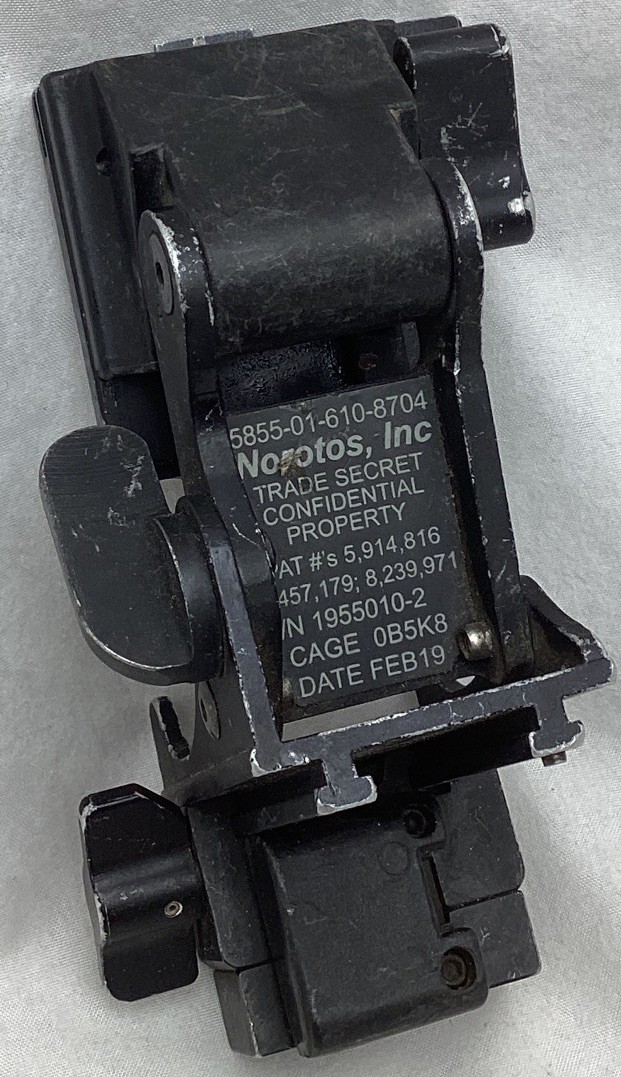 5855-01-610-8704
Norotos, Inc
TRADE SECRET
CONFIDENTIAL
PROPERTY
PAT #'s 5,914,816
457,179; 8,239,971
/N 1955010-2
CAGE 0B5K8
DATE FEB19